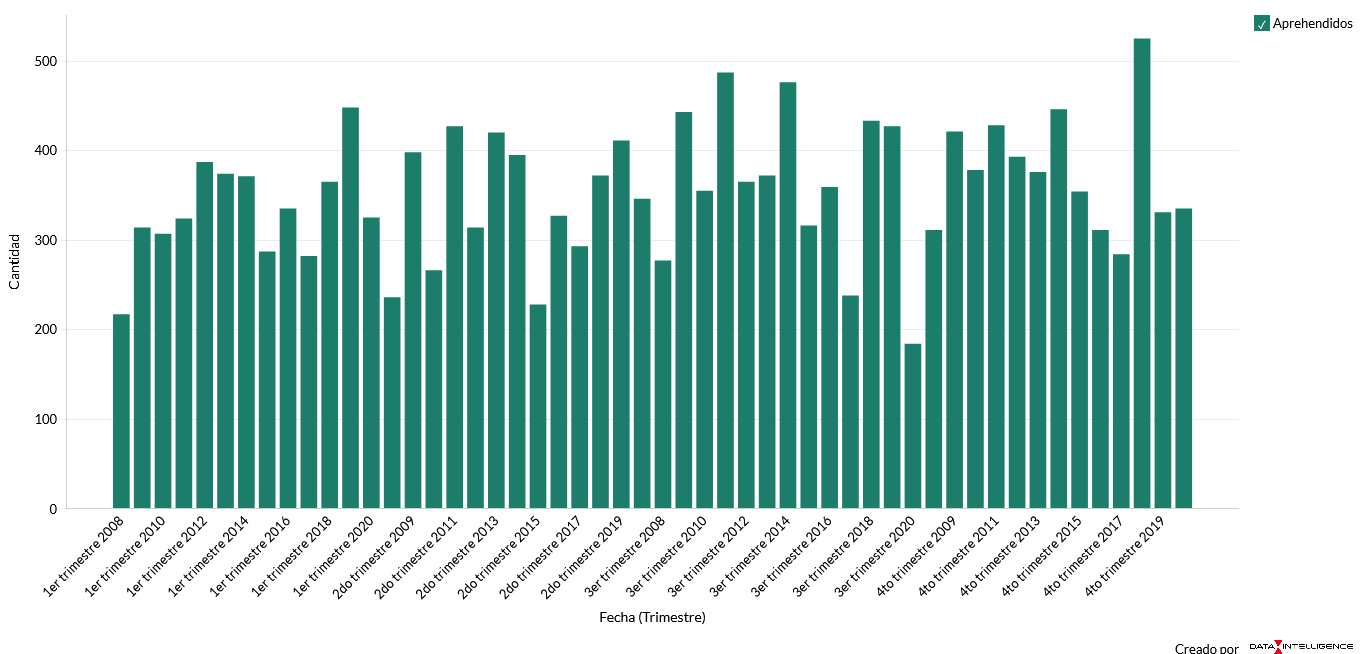 Aprehendidos
500
400
300
200
100
0
Cantidad
1er trimestre 2008
1er trimestre 2010
1er trimestre 2012
1er trimestre 2014
1er trimestre 2016
1er trimestre 2018
1er trimestre 2020
2do trimestre 2009
2do trimestre 2011
2do trimestre 2013
2do trimestre 2015
2do trimestre 2017
2do trimestre 2019
3er trimestre 2008
3er trimestre 2010
3er trimestre 2012
3er trimestre 2014
3er trimestre 2016
3er trimestre 2018
3er trimestre 2020
4to trimestre 2009
4to trimestre 2011
4to trimestre 2013
4to trimestre 2015
4to trimestre 2017
4to trimestre 2019
Fecha (Trimestre)
Creado por DATA INTELLIGENCE